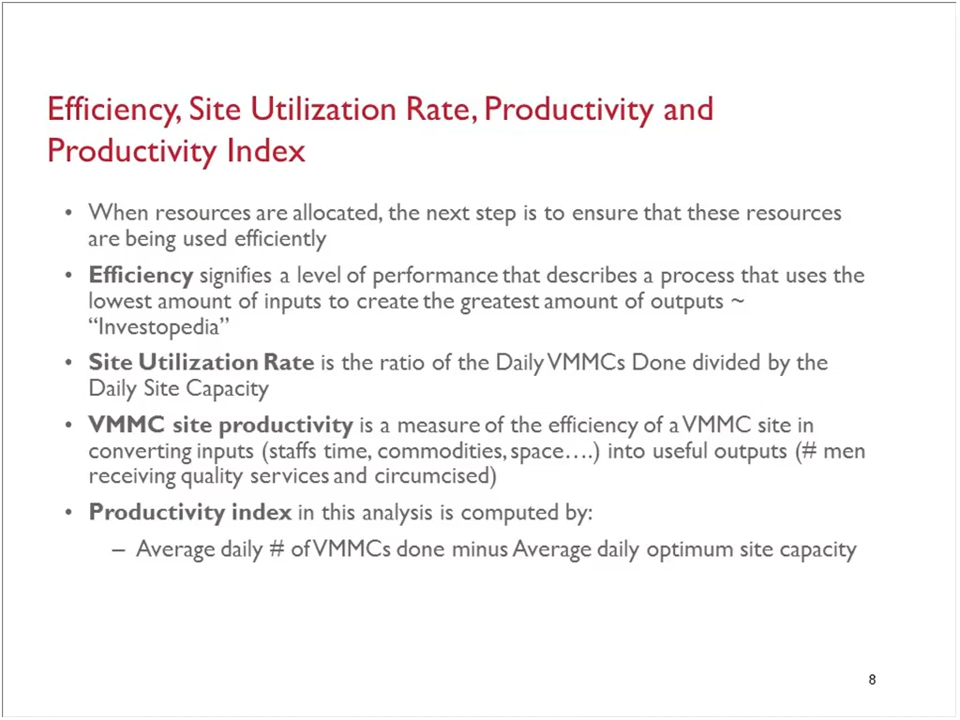 Efficiency, Site Utilization Rate, Productivity and
Productivity Index
• When resources are allocated, the next step is to ensure that these resources
are being used efficiently
• Efficiency signifies a level of performance that describes a process that uses the
lowest amount of inputs to create the greatest amount of outputs ~
“Investopedia”
• Site Utilization Rate is the ratio of the Daily VMMCs Done divided by the
Daily Site Capacity
• VMMC site productivity is a measure of the efficiency of a VMMC site in
converting inputs (staffs time, commodities, space….) into useful outputs (# men
receiving quality services and circumcised)
• Productivity index in this analysis is computed by:
– Average daily # of VMMCs done minus Average daily optimum site capacity
8